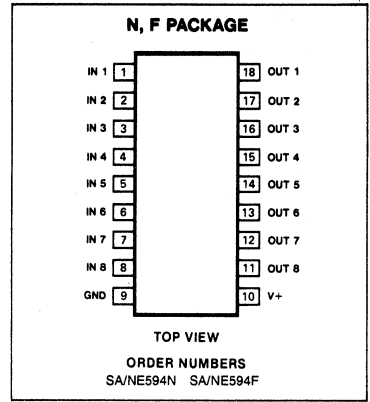 N, F PACKAGE
IN 1 1 18 OUT 1
IN 2 2 17 OUT 2
IN 3 3 16 OUT 3
IN 4 4 15 OUT 4
IN 5 5 14 OUT 5
IN 6 6 13 OUT 6
IN 7 7 12 OUT 7
IN 8 8 11 OUT 8
GND 9 10 V+
TOP VIEW
ORDER NUMBERS
SA/NE594N SA/NE594F